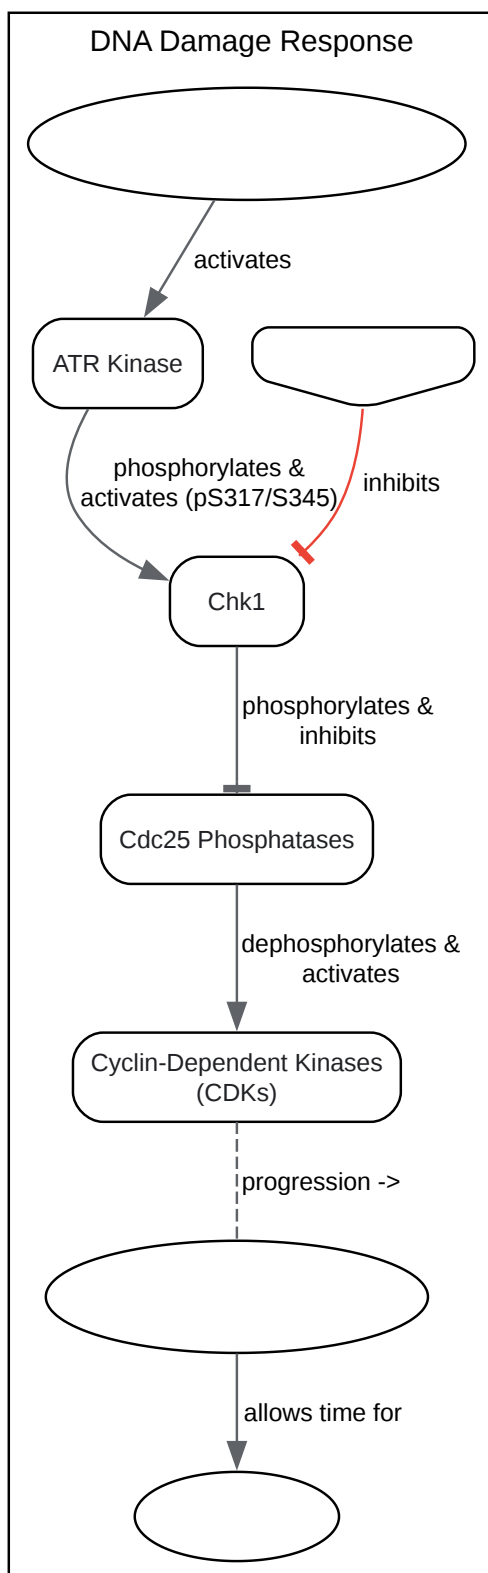 DNA Damage Response
activates
ATR Kinase
phosphorylates &
activates (pS317/S345)
inhibits
Chk1
phosphorylates &
inhibits
Cdc25 Phosphatases
dephosphorylates &
activates
Cyclin-Dependent Kinases
(CDKs)
progression ->
allows time for